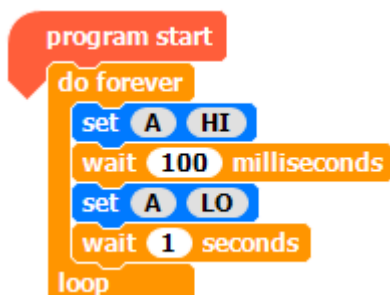 program start
do forever
set A HI
wait 100 milliseconds
set A LO
wait 1 seconds
loop